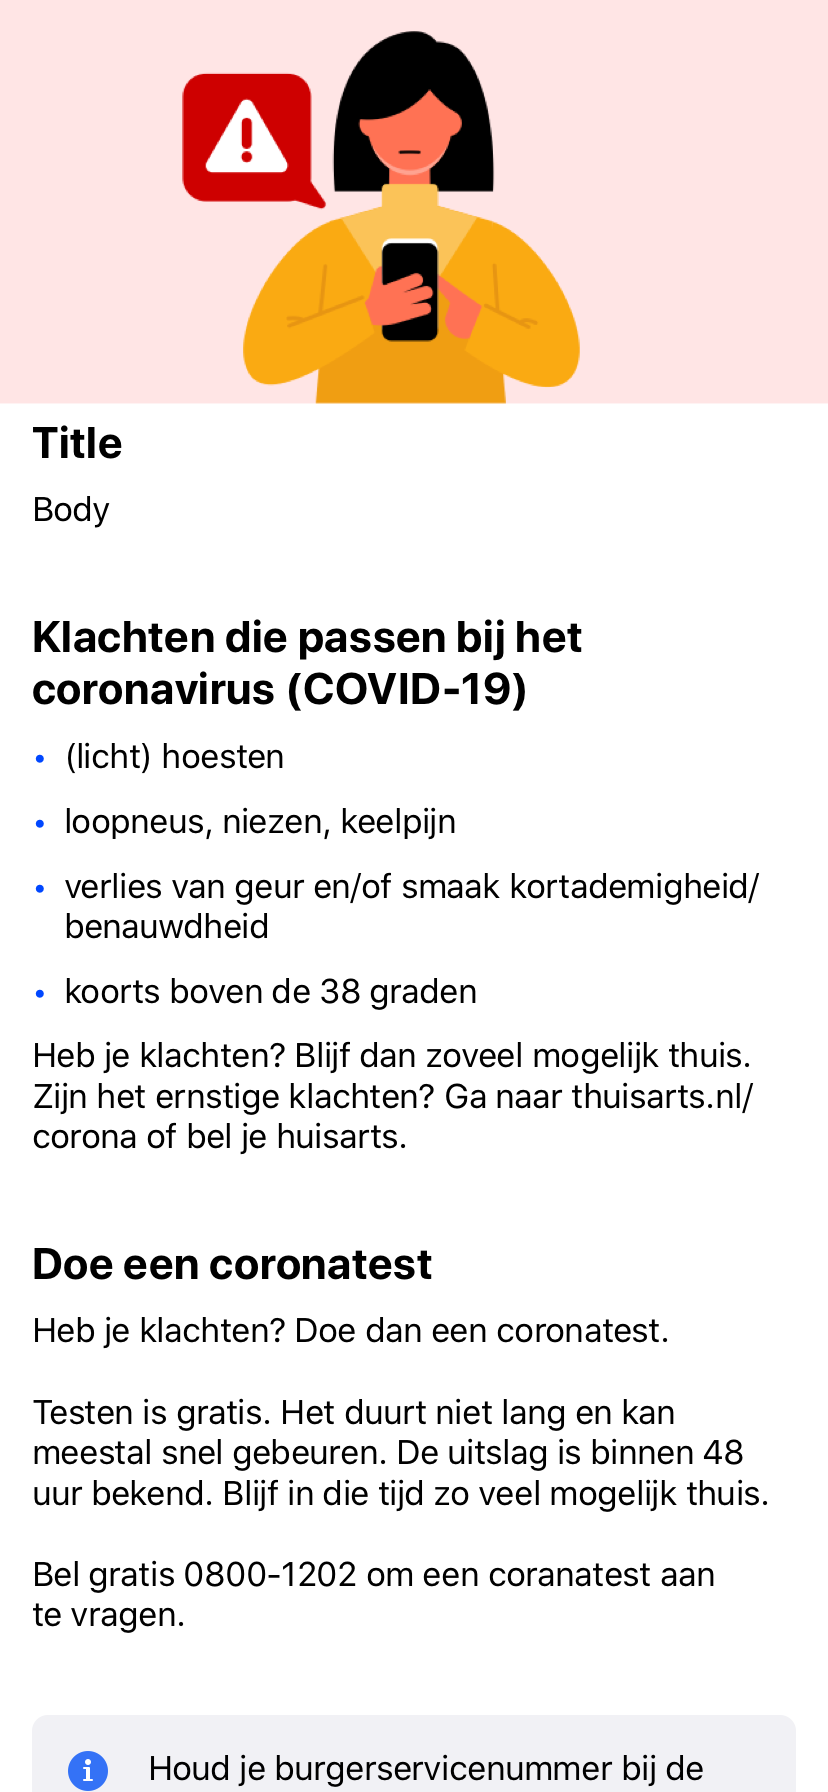 Title
Body
Klachten die passen bij het
coronavirus (COVID-19)
• (licht) hoesten
• loopneus, niezen, keelpijn
• verlies van geur en/of smaak kortademigheid/
benauwdheid
• koorts boven de 38 graden
Heb je klachten? Blijf dan zoveel mogelijk thuis.
Zijn het ernstige klachten? Ga naar thuisarts.nl/
corona of bel je huisarts.
Doe een coronatest
Heb je klachten? Doe dan een coronatest.
Testen is gratis. Het duurt niet lang en kan
meestal snel gebeuren. De uitslag is binnen 48
uur bekend. Blijf in die tijd zo veel mogelijk thuis.
Bel gratis 0800-1202 om een coranatest aan
te vragen.
Houd je burgerservicenummer bij de